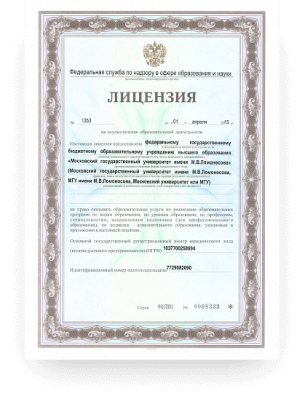 Федеральная служба по надзору в сфере образования и науки
ЛИЦЕНЗИЯ
№ 1353 от « 01 » апреля 20 15 г.
на осуществление образовательной деятельности
Настоящая лицензия предоставлена федеральному государственному
бюджетному образовательному учреждению высшего образования
«Московский государственный университет имени М.В.Ломоносова»
(Московский государственный университет имени М.В.Ломоносова,
МГУ имени М.В.Ломоносова, Московский университет или МГУ)
на право оказывать образовательные услуги по реализации образовательных
программ по видам образования, по уровням образования, по профессиям,
специальностям, направлениям подготовки (для профессионального
образования), по подвидам дополнительного образования, указанным в
приложении к настоящей лицензии
Основной государственный регистрационный номер юридического лица
(индивидуального предпринимателя) (ОГРН) 1037700258694
Идентификационный номер налогоплательщика 7729082090
Серия 90Л01 № 0008333 *